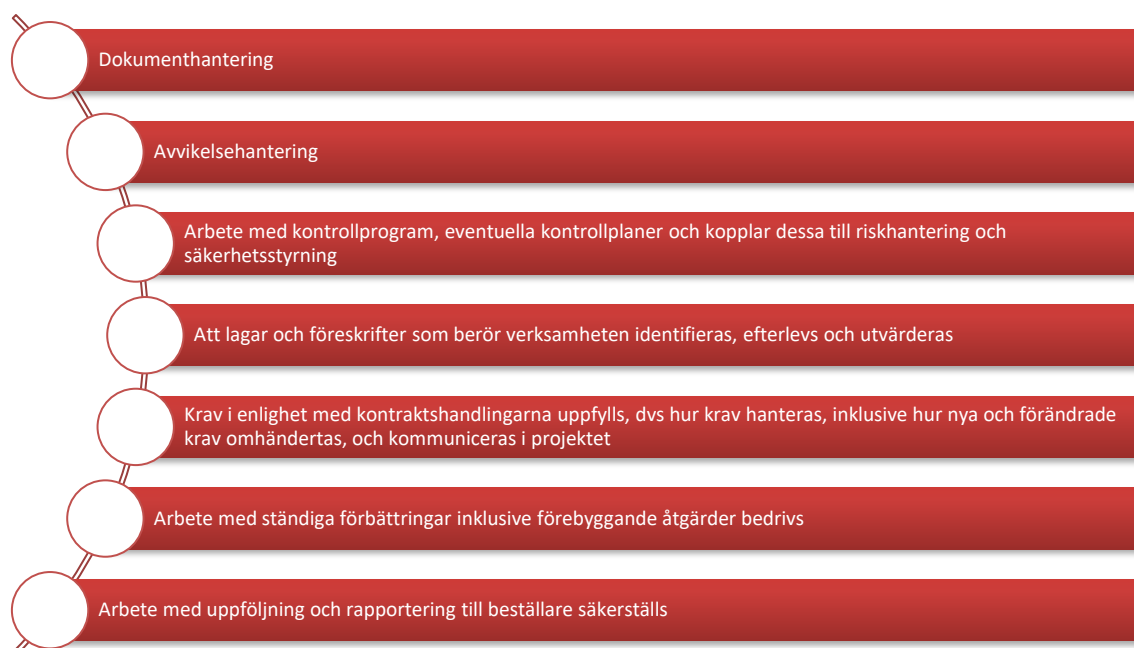 Dokumenthantering
Avvikelsehantering
Arbete med kontrollprogram, eventuella kontrollplaner och kopplar dessa till riskhantering och
säkerhetsstyrning
Att lagar och föreskrifter som berör verksamheten identifieras, efterlevs och utvärderas
Krav i enlighet med kontraktshandlingarna uppfylls, dvs hur krav hanteras, inklusive hur nya och förändrade
krav omhändertas, och kommuniceras i projektet
Arbete med ständiga förbättringar inklusive förebyggande åtgärder bedrivs
Arbete med uppföljning och rapportering till beställare säkerställs